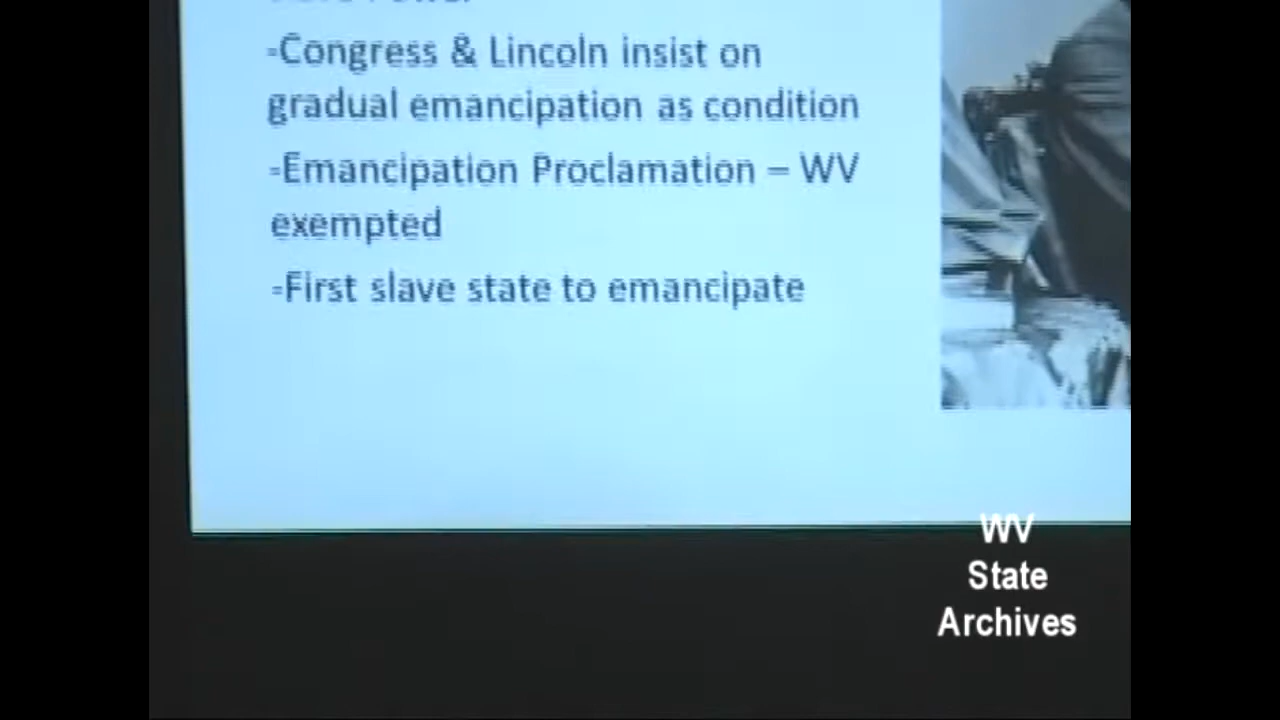 -Congress & Lincoln insist on
gradual emancipation as condition
-Emancipation Proclamation – WV
exempted
-First slave state to emancipate
WV
State
Archives